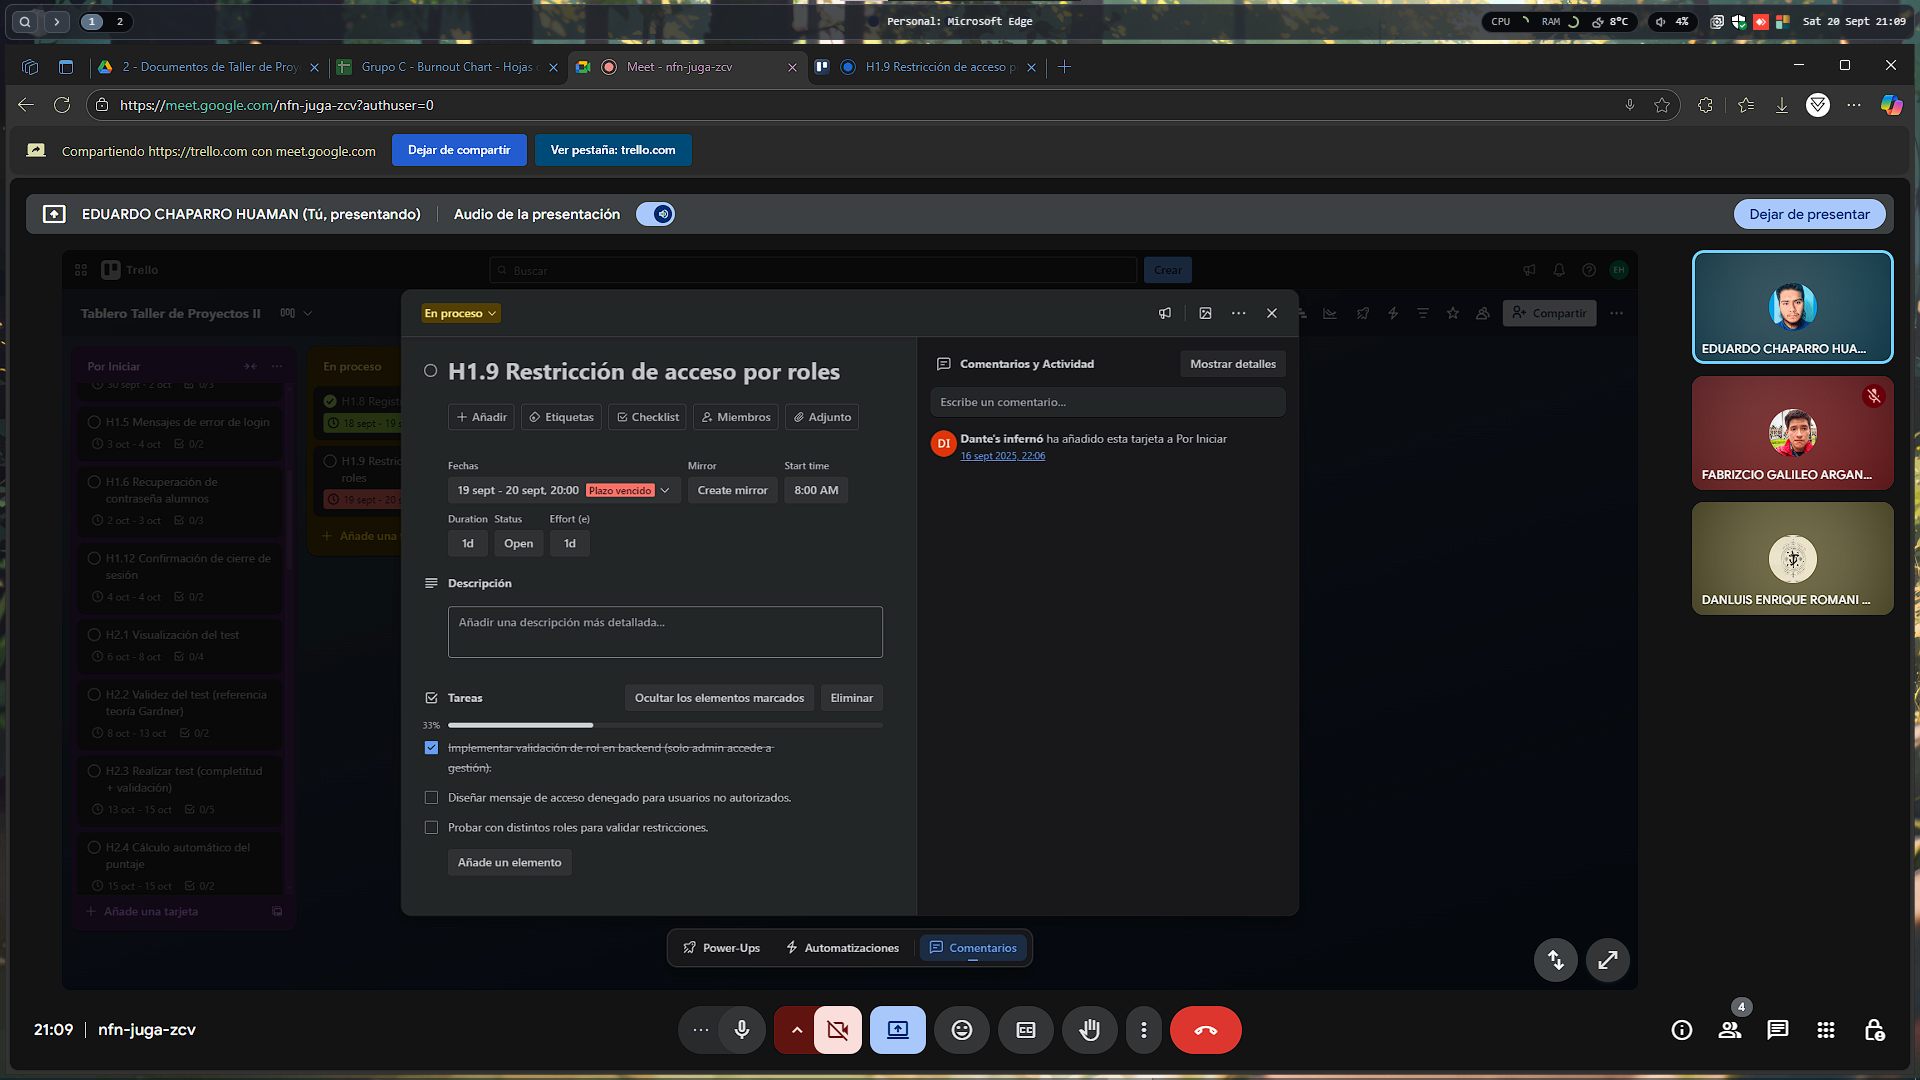 1
2
Personal: Microsoft Edge
CPU
RAM
8°C
4%
Sat 20 Sept 21:09
2 - Documentos de Taller de Proy
Grupo C - Burnout Chart - Hojas
Meet - nfn-juga-zcv
H1.9 Restricción de acceso p
https://meet.google.com/nfn-juga-zcv?authuser=0
Compartiendo https://trello.com con meet.google.com
Dejar de compartir
Ver pestaña: trello.com
EDUARDO CHAPARRO HUAMAN (Tú, presentando)
Audio de la presentación
Dejar de presentar
Trello
Buscar
Crear
EH
Tablero Taller de Proyectos II
Compartir
Por Iniciar
30 sept - 2 oct 0/3
H1.5 Mensajes de error de login
3 oct - 4 oct 0/2
H1.6 Recuperación de
contraseña alumnos
2 oct - 3 oct 0/3
H1.12 Confirmación de cierre de
sesión
4 oct - 4 oct 0/2
H2.1 Visualización del test
6 oct - 8 oct 0/4
H2.2 Validez del test (referencia
teoría Gardner)
8 oct - 13 oct 0/2
H2.3 Realizar test (completitud
+ validación)
13 oct - 15 oct 0/5
H2.4 Cálculo automático del
puntaje
15 oct - 15 oct 0/2
Añade una tarjeta
En proceso
H1.8 Regist
18 sept - 19 s
H1.9 Restric
roles
19 sept - 20 s
Añade una
En proceso
H1.9 Restricción de acceso por roles
Añadir
Etiquetas
Checklist
Miembros
Adjunto
Fechas
Mirror
Start time
19 sept - 20 sept, 20:00 Plazo vencido
Create mirror
8:00 AM
Duration
Status
Effort (e)
1d
Open
1d
Descripción
Añadir una descripción más detallada...
Tareas
Ocultar los elementos marcados
Eliminar
33%
Implementar validación de rol en backend (solo admin accede a
gestión).
Diseñar mensaje de acceso denegado para usuarios no autorizados.
Probar con distintos roles para validar restricciones.
Añade un elemento
Comentarios y Actividad
Mostrar detalles
Escribe un comentario...
DI
Dante's infernó ha añadido esta tarjeta a Por Iniciar
16 sept 2025, 22:06
Power-Ups
Automatizaciones
Comentarios
EDUARDO CHAPARRO HUA...
FABRIZCIO GALILEO ARGAN...
DANLUIS ENRIQUE ROMANI ...
21:09
nfn-juga-zcv
4